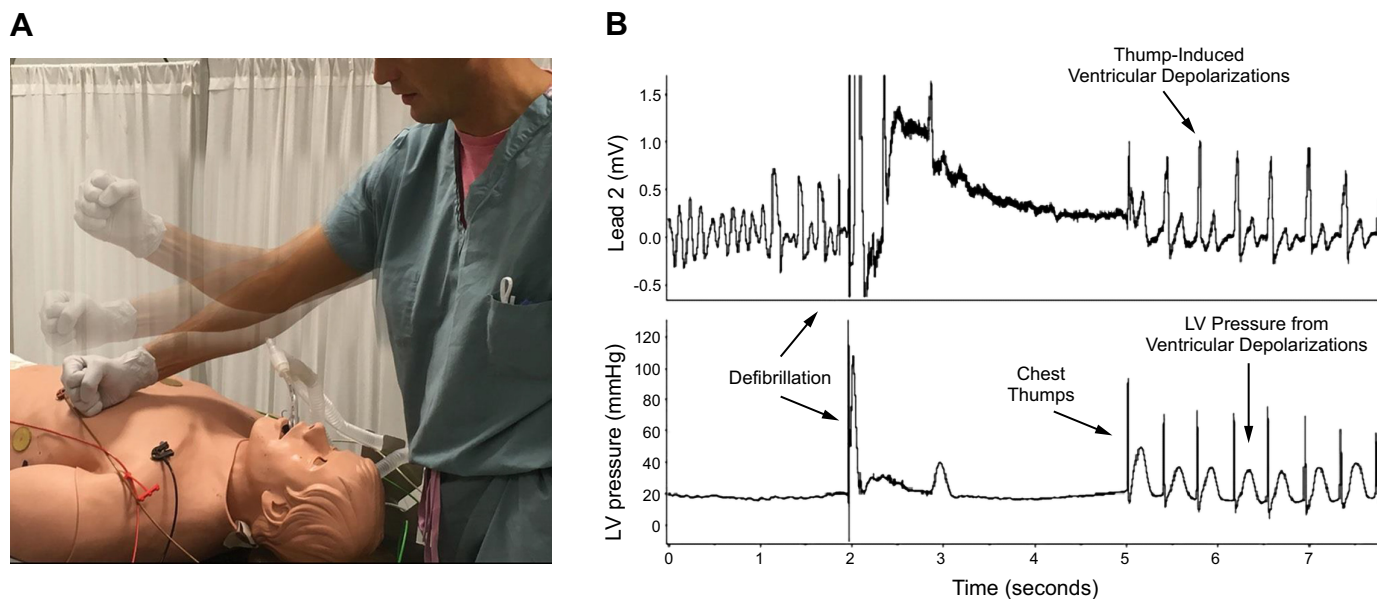 A
B
Thump-Induced
Ventricular Depolarizations
Lead 2 (mV)
1.5
1.0
0.5
0.0
-0.5
LV Pressure from
Ventricular Depolarizations
Defibrillation
Chest
Thumps
LV pressure (mmHg)
120
100
80
60
40
20
0
0 1 2 3 4 5 6 7
Time (seconds)